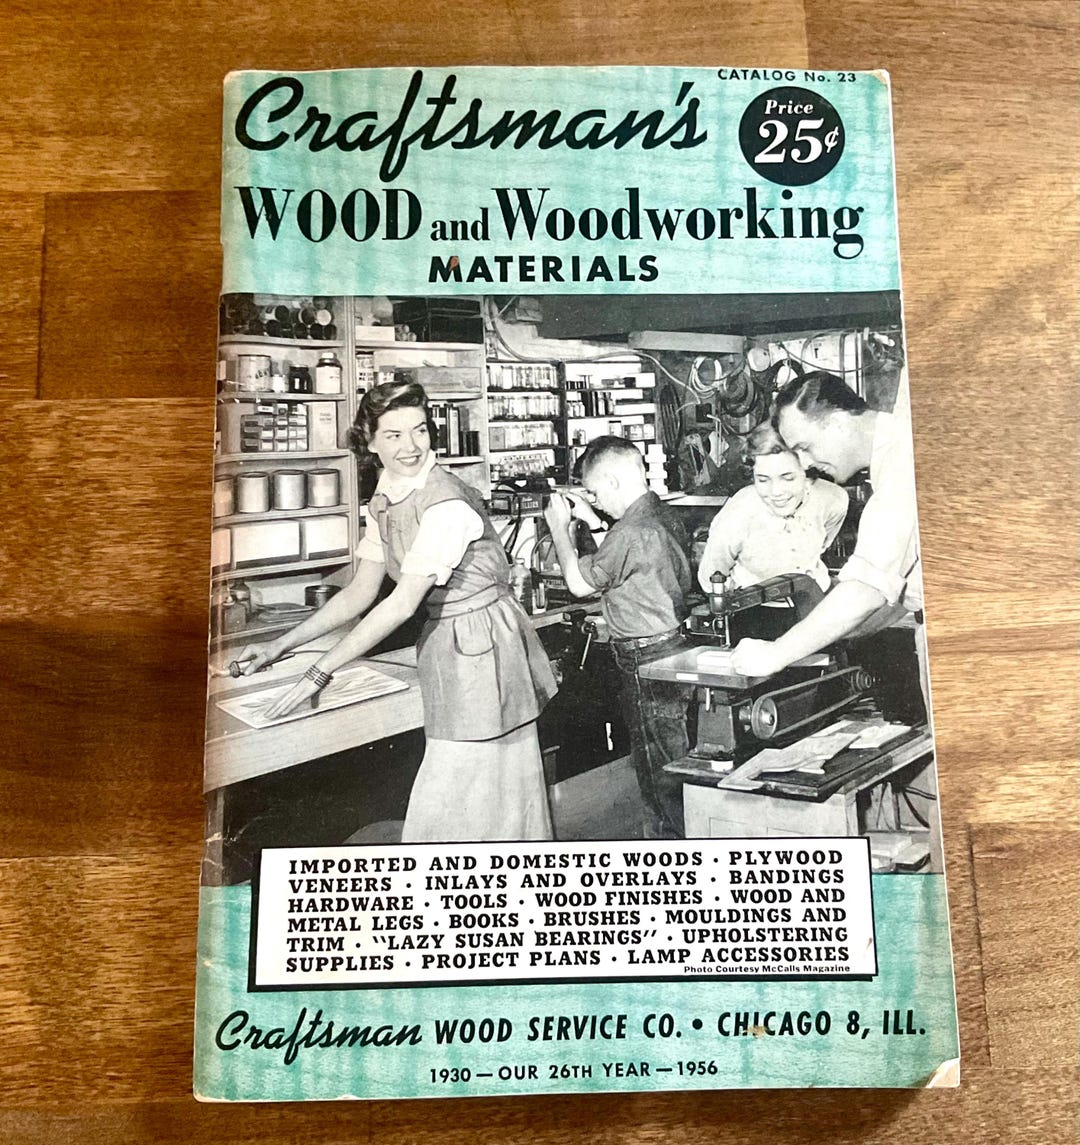 CATALOG No. 23
Craftsman's
Price
25¢
WOOD and Woodworking
MATERIALS
IMPORTED AND DOMESTIC WOODS · PLYWOOD
VENEERS · INLAYS AND OVERLAYS · BANDINGS
HARDWARE · TOOLS · WOOD FINISHES · WOOD AND
METAL LEGS · BOOKS · BRUSHES · MOULDINGS AND
TRIM · "LAZY SUSAN BEARINGS" · UPHOLSTERING
SUPPLIES · PROJECT PLANS · LAMP ACCESSORIES
Photo Courtesy McCalls Magazine
Craftsman WOOD SERVICE CO. • CHICAGO 8, ILL.
1930 — OUR 26TH YEAR — 1956